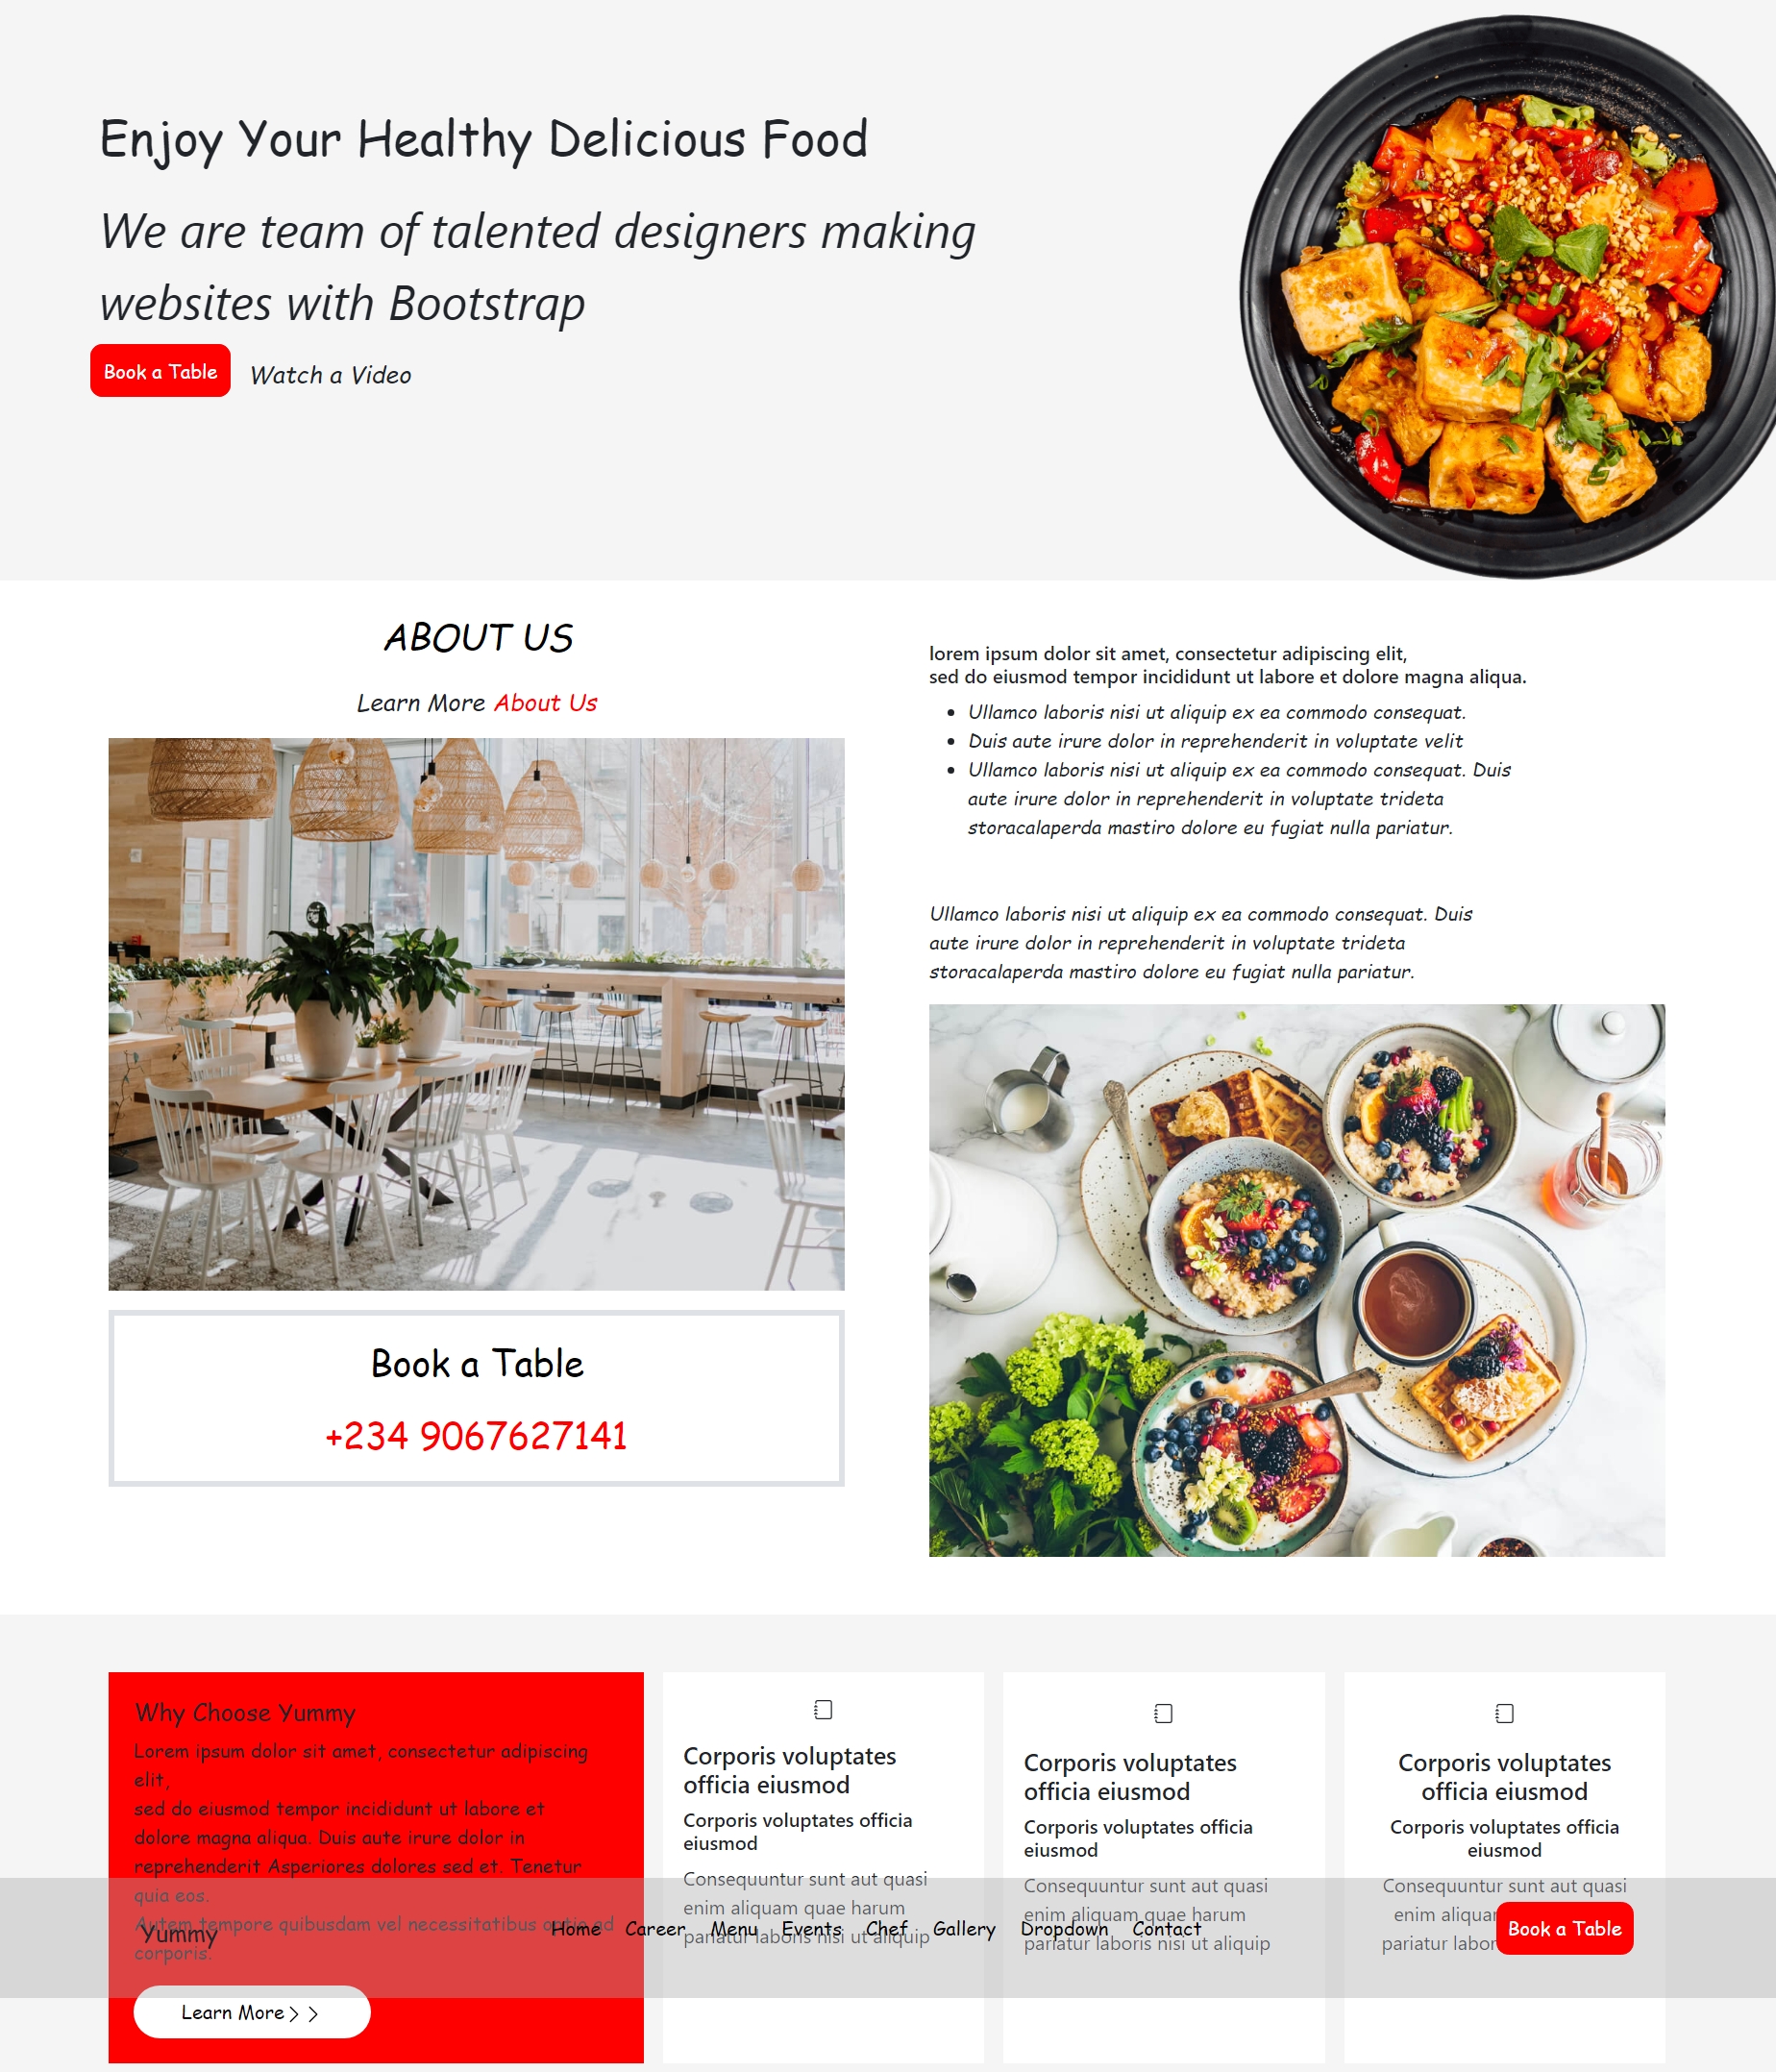 Enjoy Your Healthy Delicious Food
We are team of talented designers making
websites with Bootstrap
Book a Table
Watch a Video
ABOUT US
Learn More About Us
Book a Table
+234 9067627141
lorem ipsum dolor sit amet, consectetur adipiscing elit,
sed do eiusmod tempor incididunt ut labore et dolore magna aliqua.
Ullamco laboris nisi ut aliquip ex ea commodo consequat.
Duis aute irure dolor in reprehenderit in voluptate velit
Ullamco laboris nisi ut aliquip ex ea commodo consequat. Duis
aute irure dolor in reprehenderit in voluptate trideta
storacalaperda mastiro dolore eu fugiat nulla pariatur.
Ullamco laboris nisi ut aliquip ex ea commodo consequat. Duis
aute irure dolor in reprehenderit in voluptate trideta
storacalaperda mastiro dolore eu fugiat nulla pariatur.
Why Choose Yummy
Lorem ipsum dolor sit amet, consectetur adipiscing
elit,
sed do eiusmod tempor incididunt ut labore et
dolore magna aliqua. Duis aute irure dolor in
reprehenderit Asperiores dolores sed et. Tenetur
quia eos.
Autem tempore quibusdam vel necessitatibus optio ad
corporis.
Learn More
Corporis voluptates
officia eiusmod
Corporis voluptates officia
eiusmod
Consequuntur sunt aut quasi
enim aliquam quae harum
pariatur laboris nisi ut aliquip
Corporis voluptates
officia eiusmod
Corporis voluptates officia
eiusmod
Consequuntur sunt aut quasi
enim aliquam quae harum
pariatur laboris nisi ut aliquip
Corporis voluptates
officia eiusmod
Corporis voluptates officia
eiusmod
Consequuntur sunt aut quasi
enim
pariatur
Yummy
Home Career Menu Events Chef Gallery Dropdown Contact
Book a Table